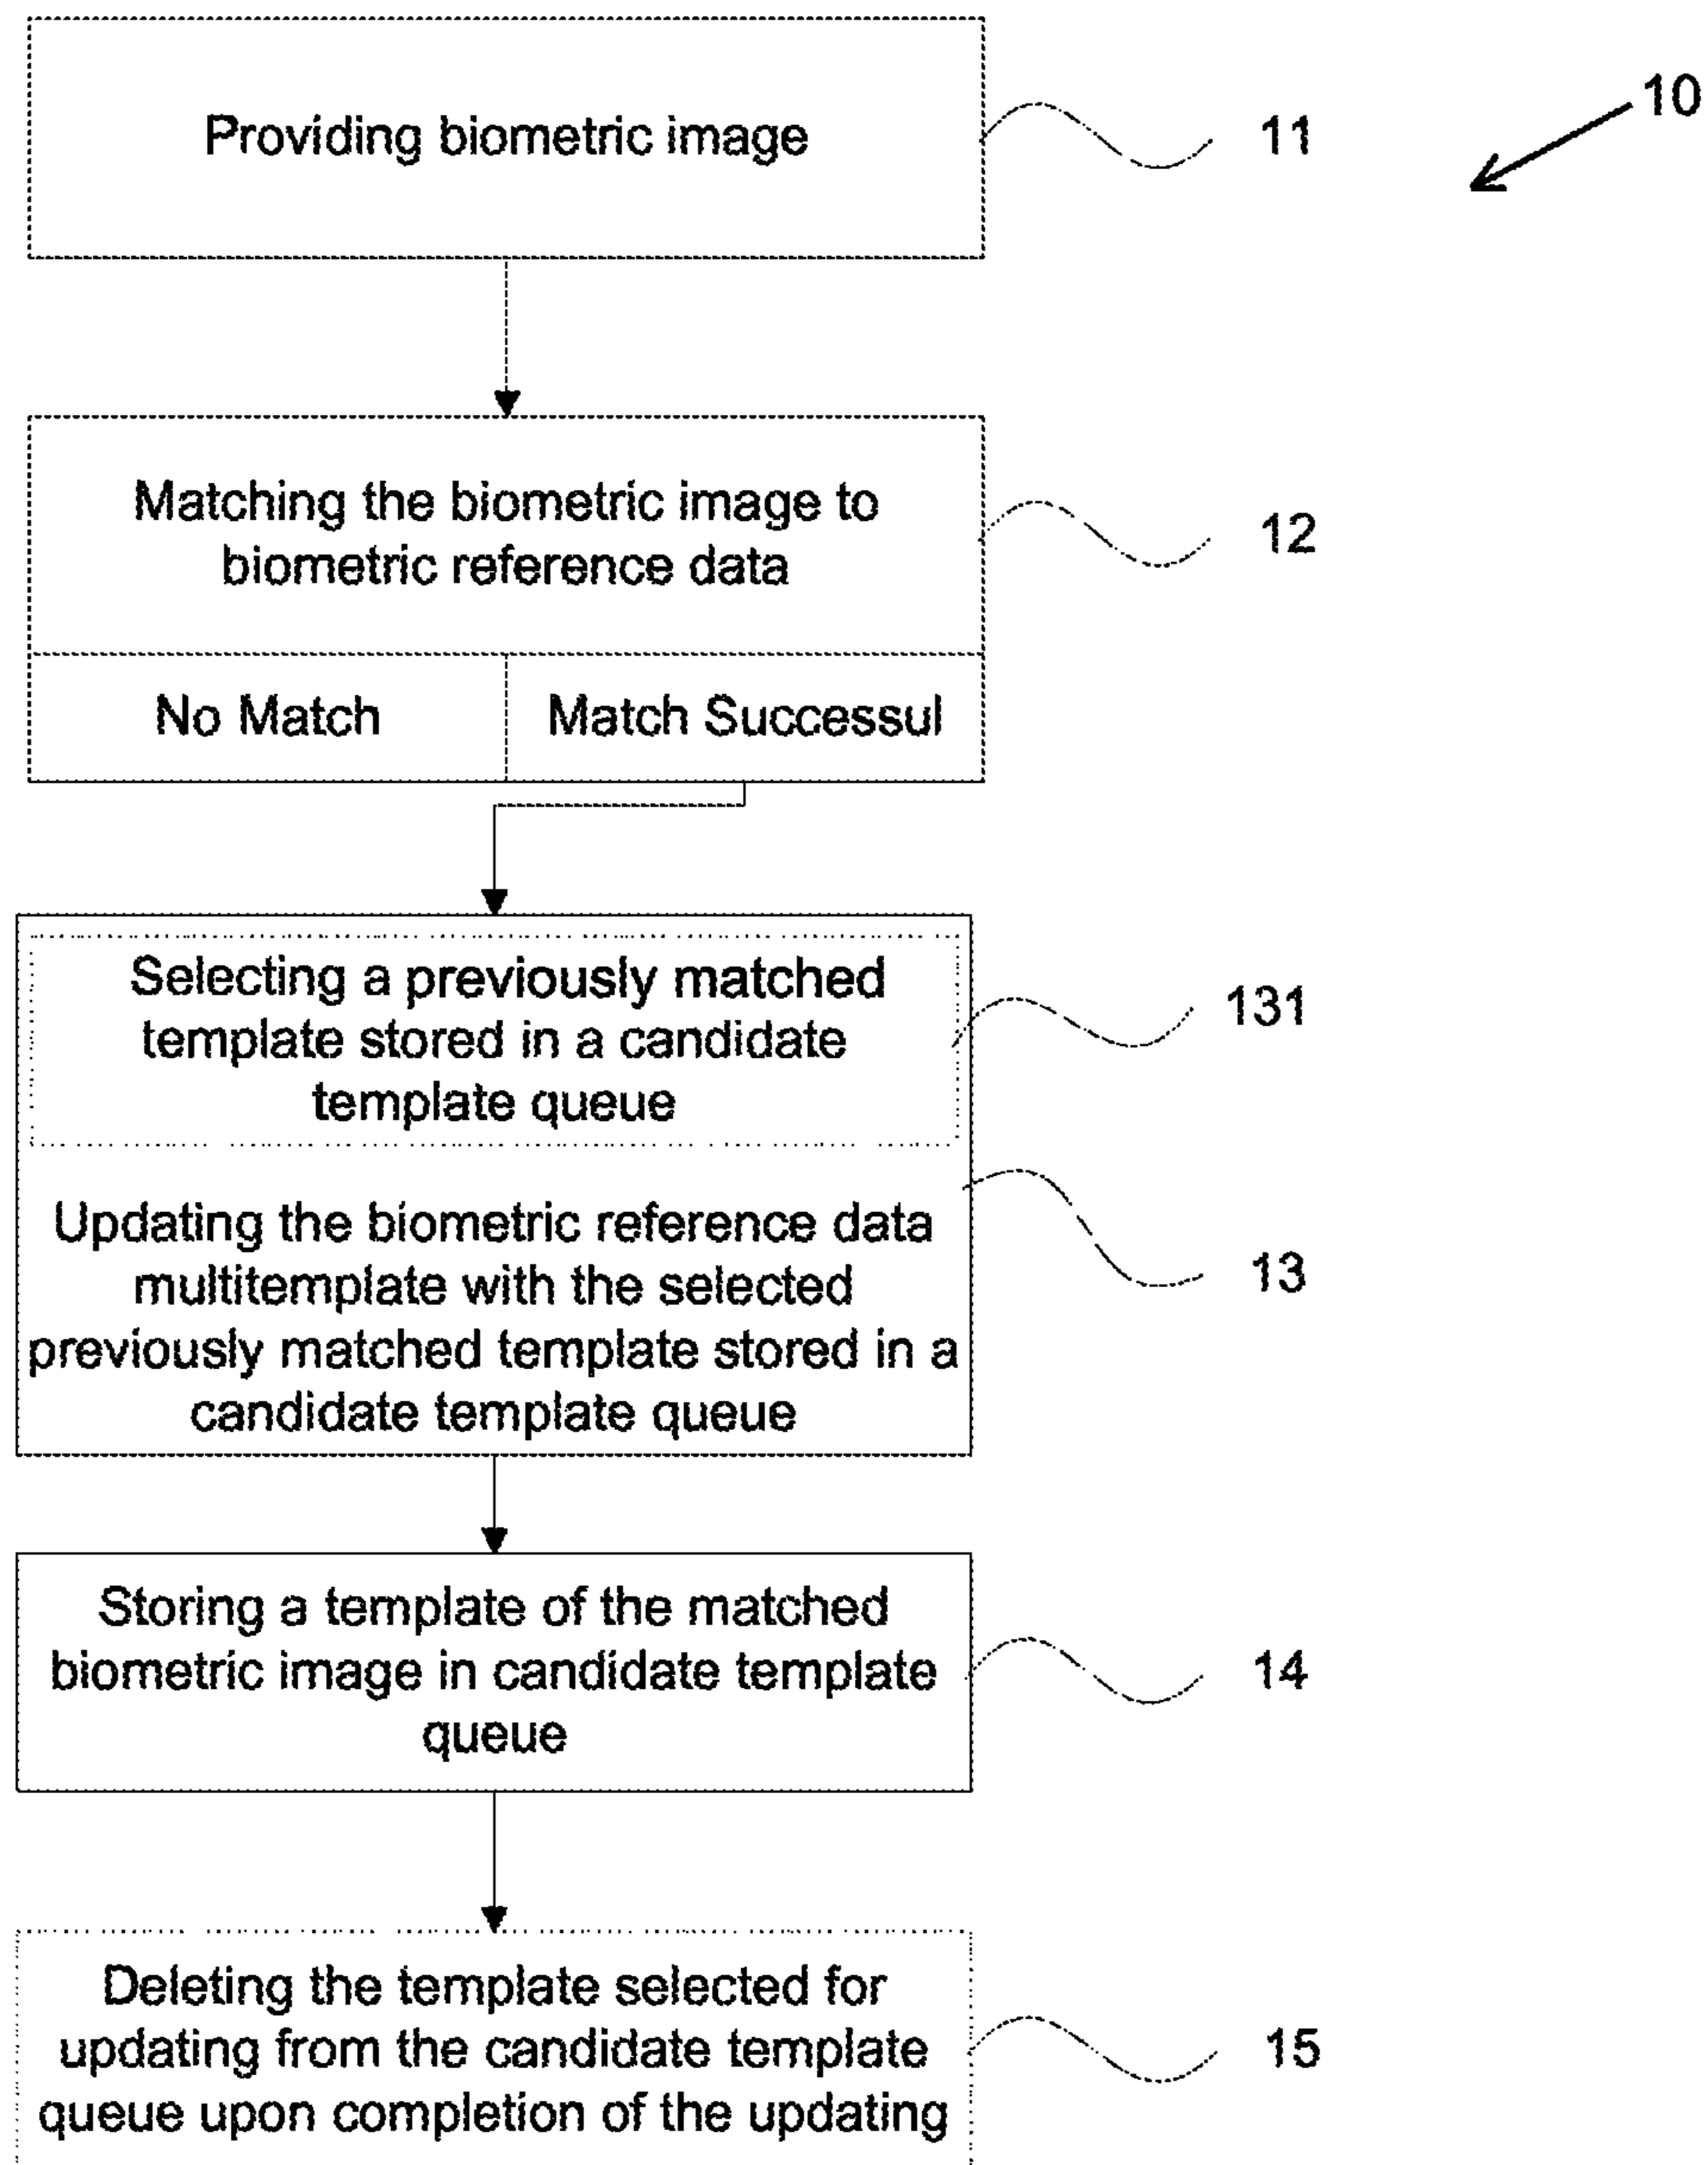 10
Providing biometric image
11
Matching the biometric image to
biometric reference data
12
No Match
Match Successul
Selecting a previously matched
template stored in a candidate
template queue
131
Updating the biometric reference data
multitemplate with the selected
previously matched template stored in a
candidate template queue
13
Storing a template of the matched
biometric image in candidate template
queue
14
Deleting the template selected for
updating from the candidate template
queue upon completion of the updating
15